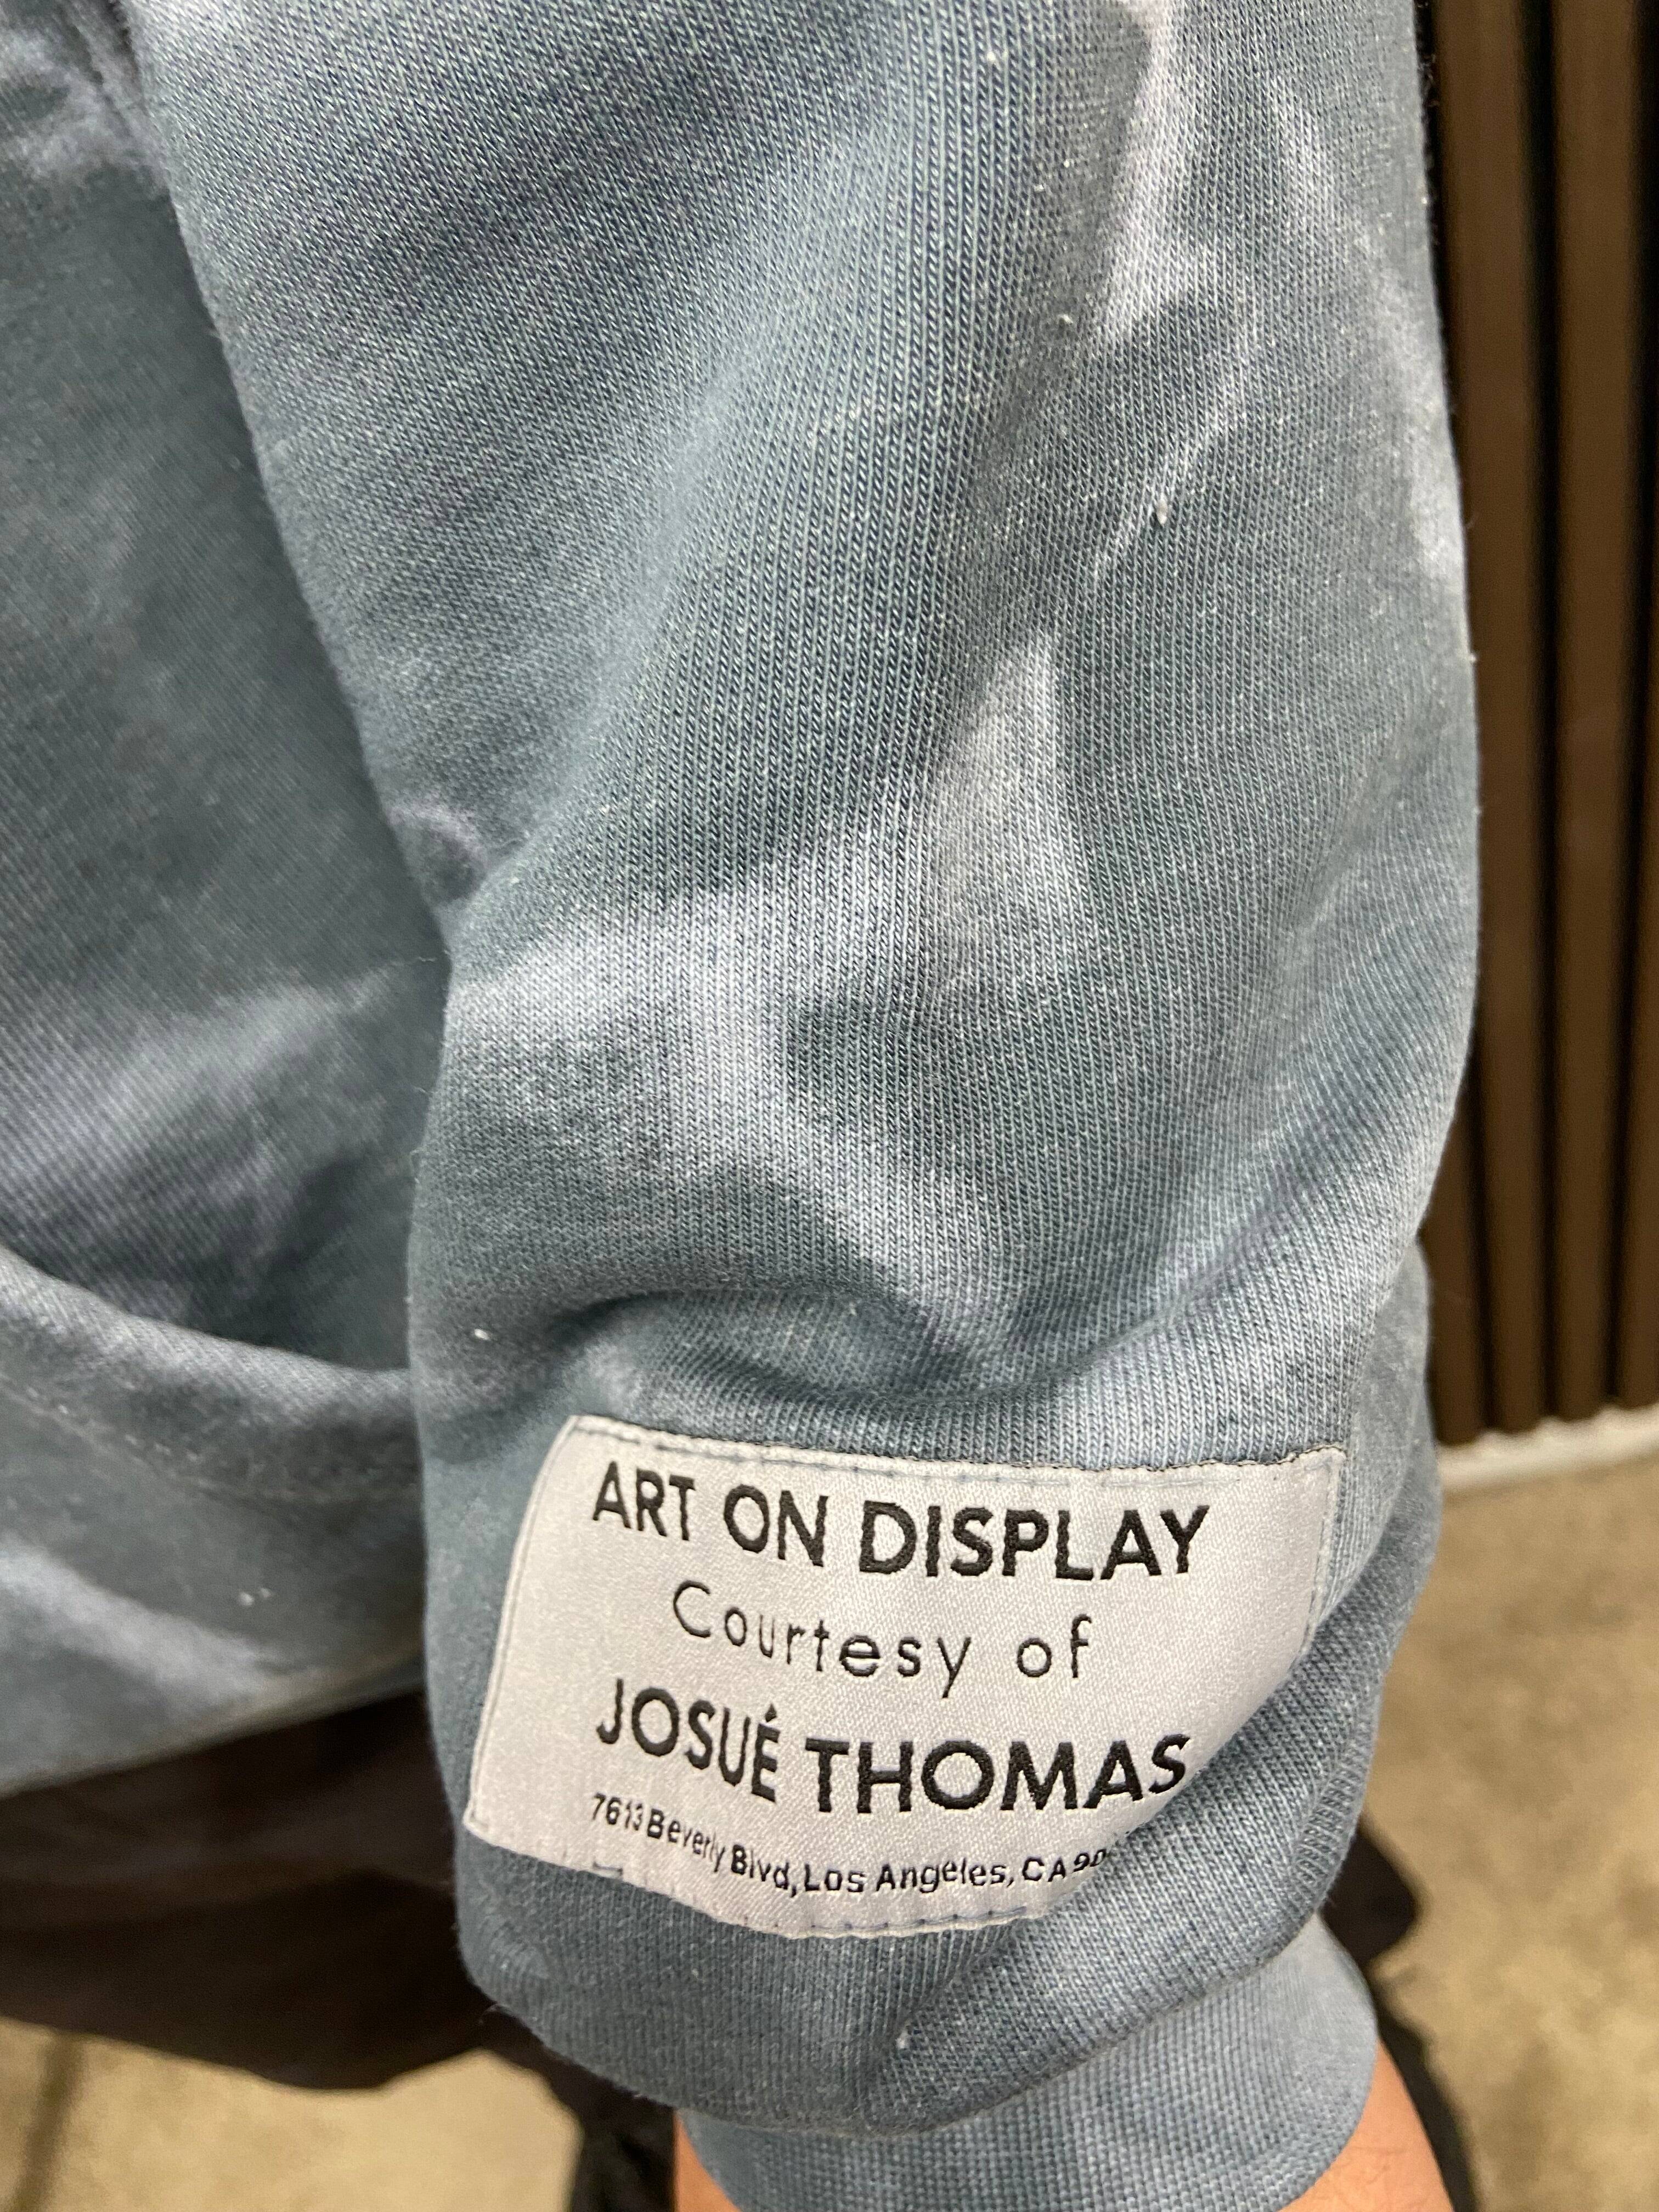 ART ON DISPLAY
Courtesy of
JOSUÉ THOMAS
7613 Beverly Blvd, Los Angeles, CA